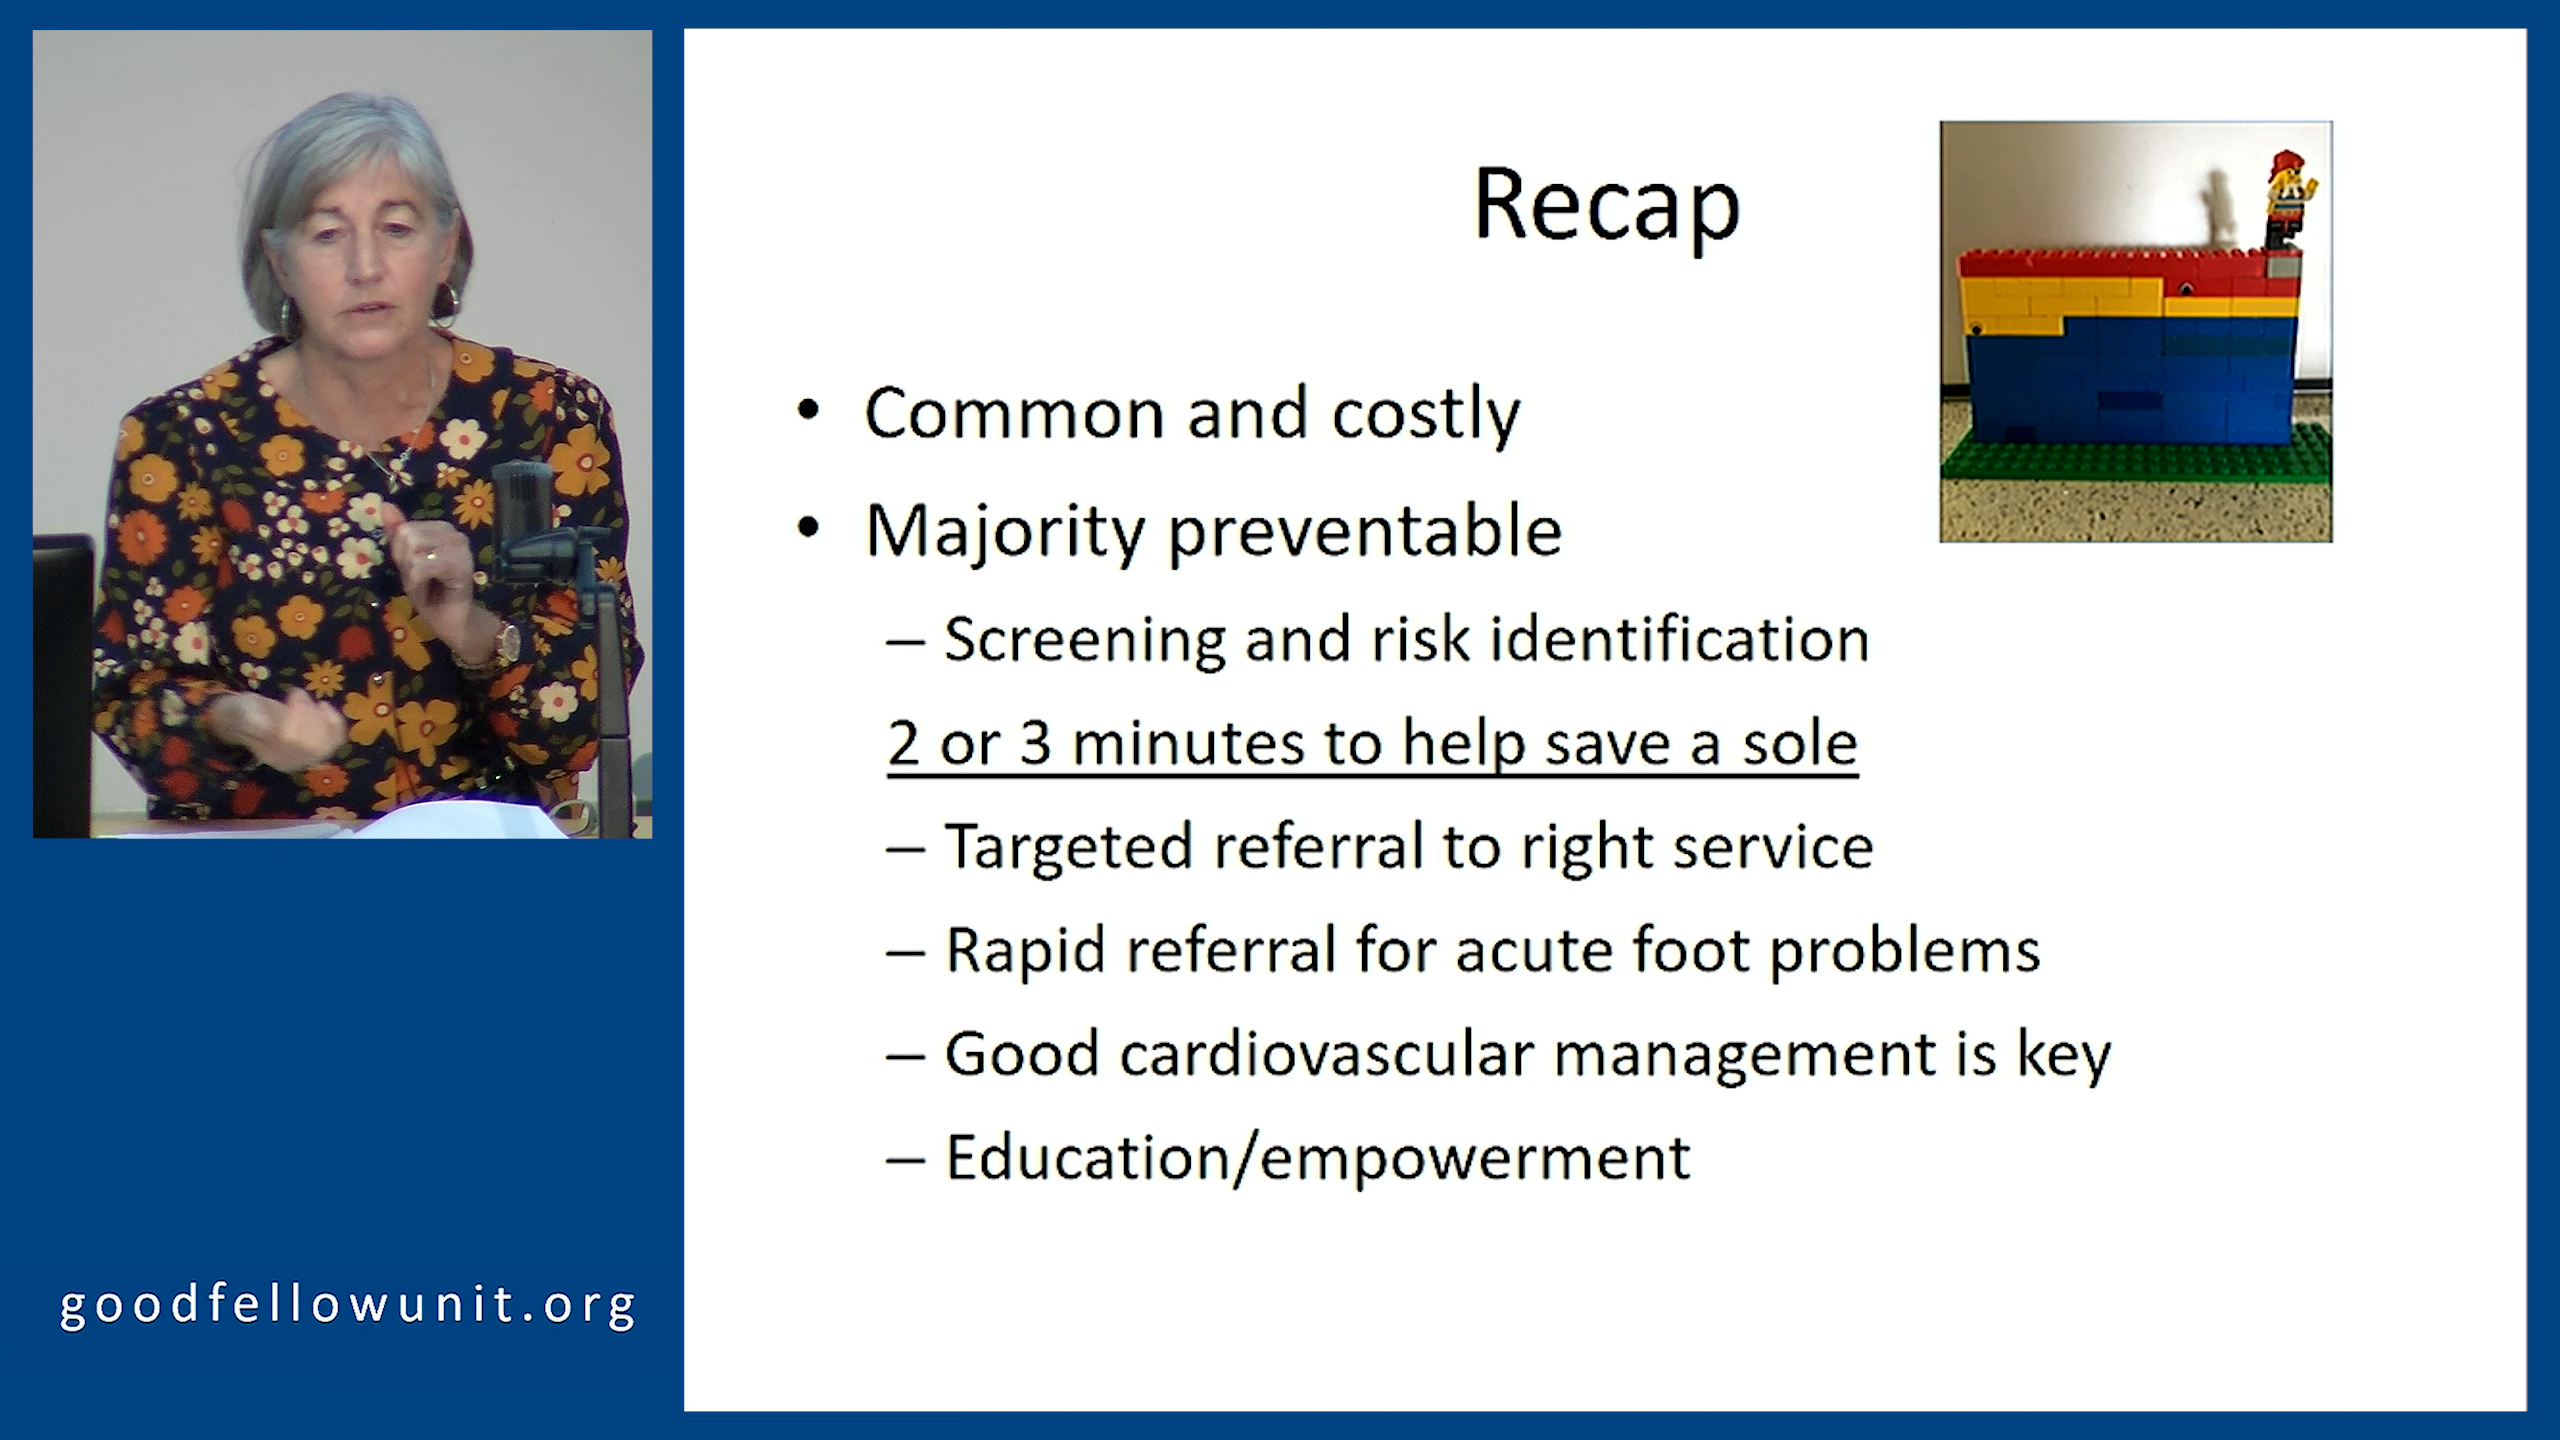 Recap
• Common and costly
• Majority preventable
– Screening and risk identification
2 or 3 minutes to help save a sole
– Targeted referral to right service
– Rapid referral for acute foot problems
– Good cardiovascular management is key
– Education/empowerment
goodfellowunit.org